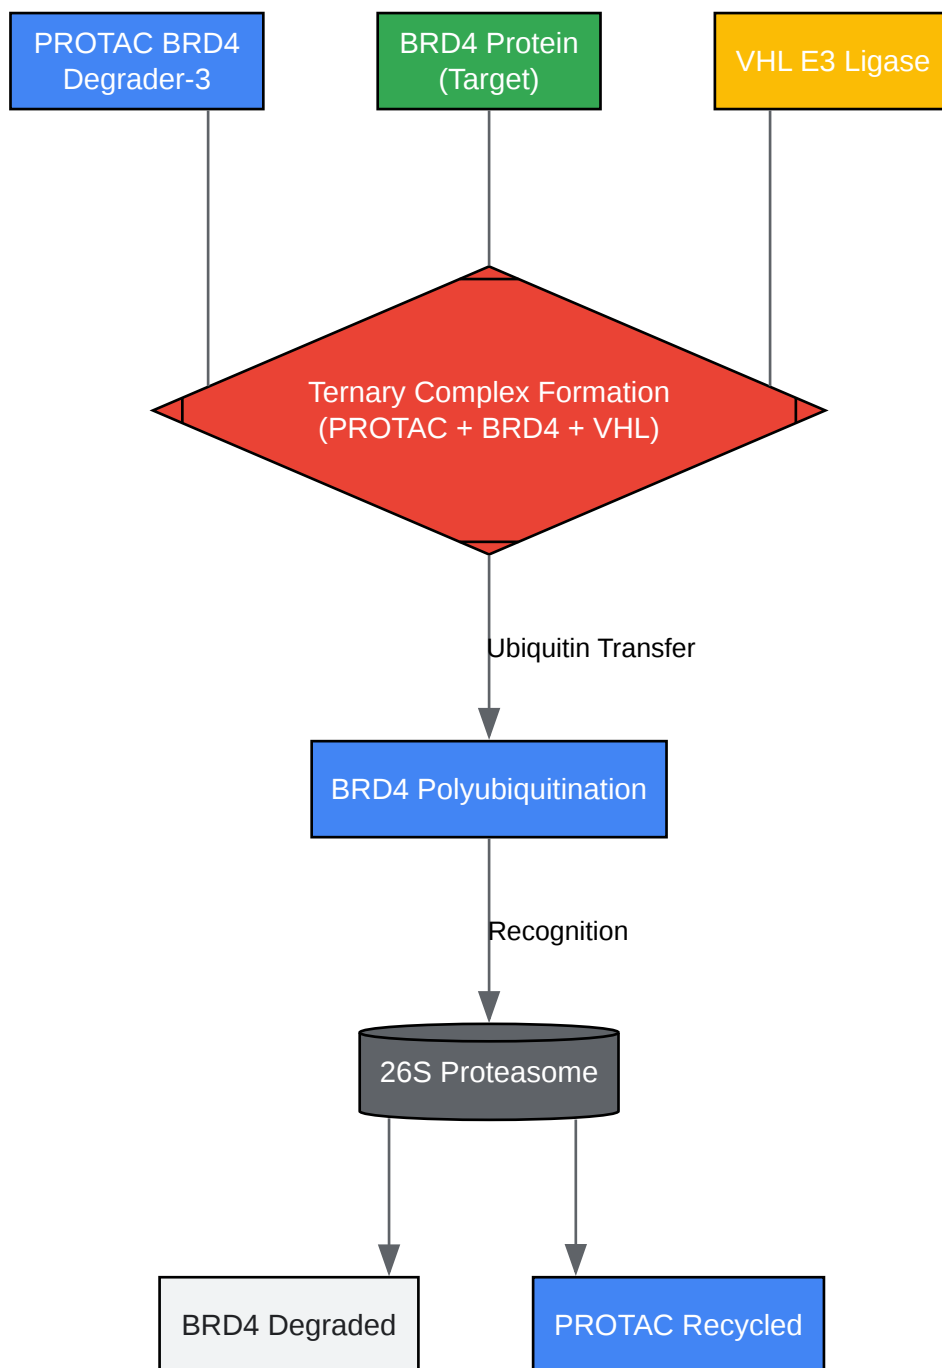 PROTAC BRD4
Degrader-3
BRD4 Protein
(Target)
VHL E3 Ligase
Ternary Complex Formation
(PROTAC + BRD4 + VHL)
Ubiquitin Transfer
BRD4 Polyubiquitination
Recognition
26S Proteasome
BRD4 Degraded
PROTAC Recycled